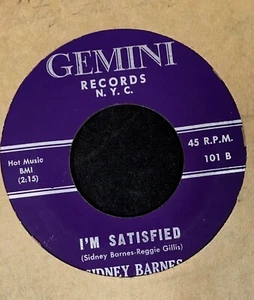 GEMINI
RECORDS
N. Y. C.
Hot Music
BMI
(2:15)
45 R.P.M.
101 B
I'M SATISFIED
(Sidney Barnes-Reggie Gillis)
SIDNEY BARNES